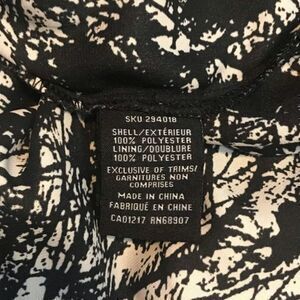 SKU 294018
SHELL/EXTÉRIEUR
100% POLYESTER
LINING/DOUBLURE
100% POLYESTER
EXCLUSIVE OF TRIMS/
GARNITURES NON
COMPRISES
MADE IN CHINA
FABRIQUÉ EN CHINE
CA01217 RN68907